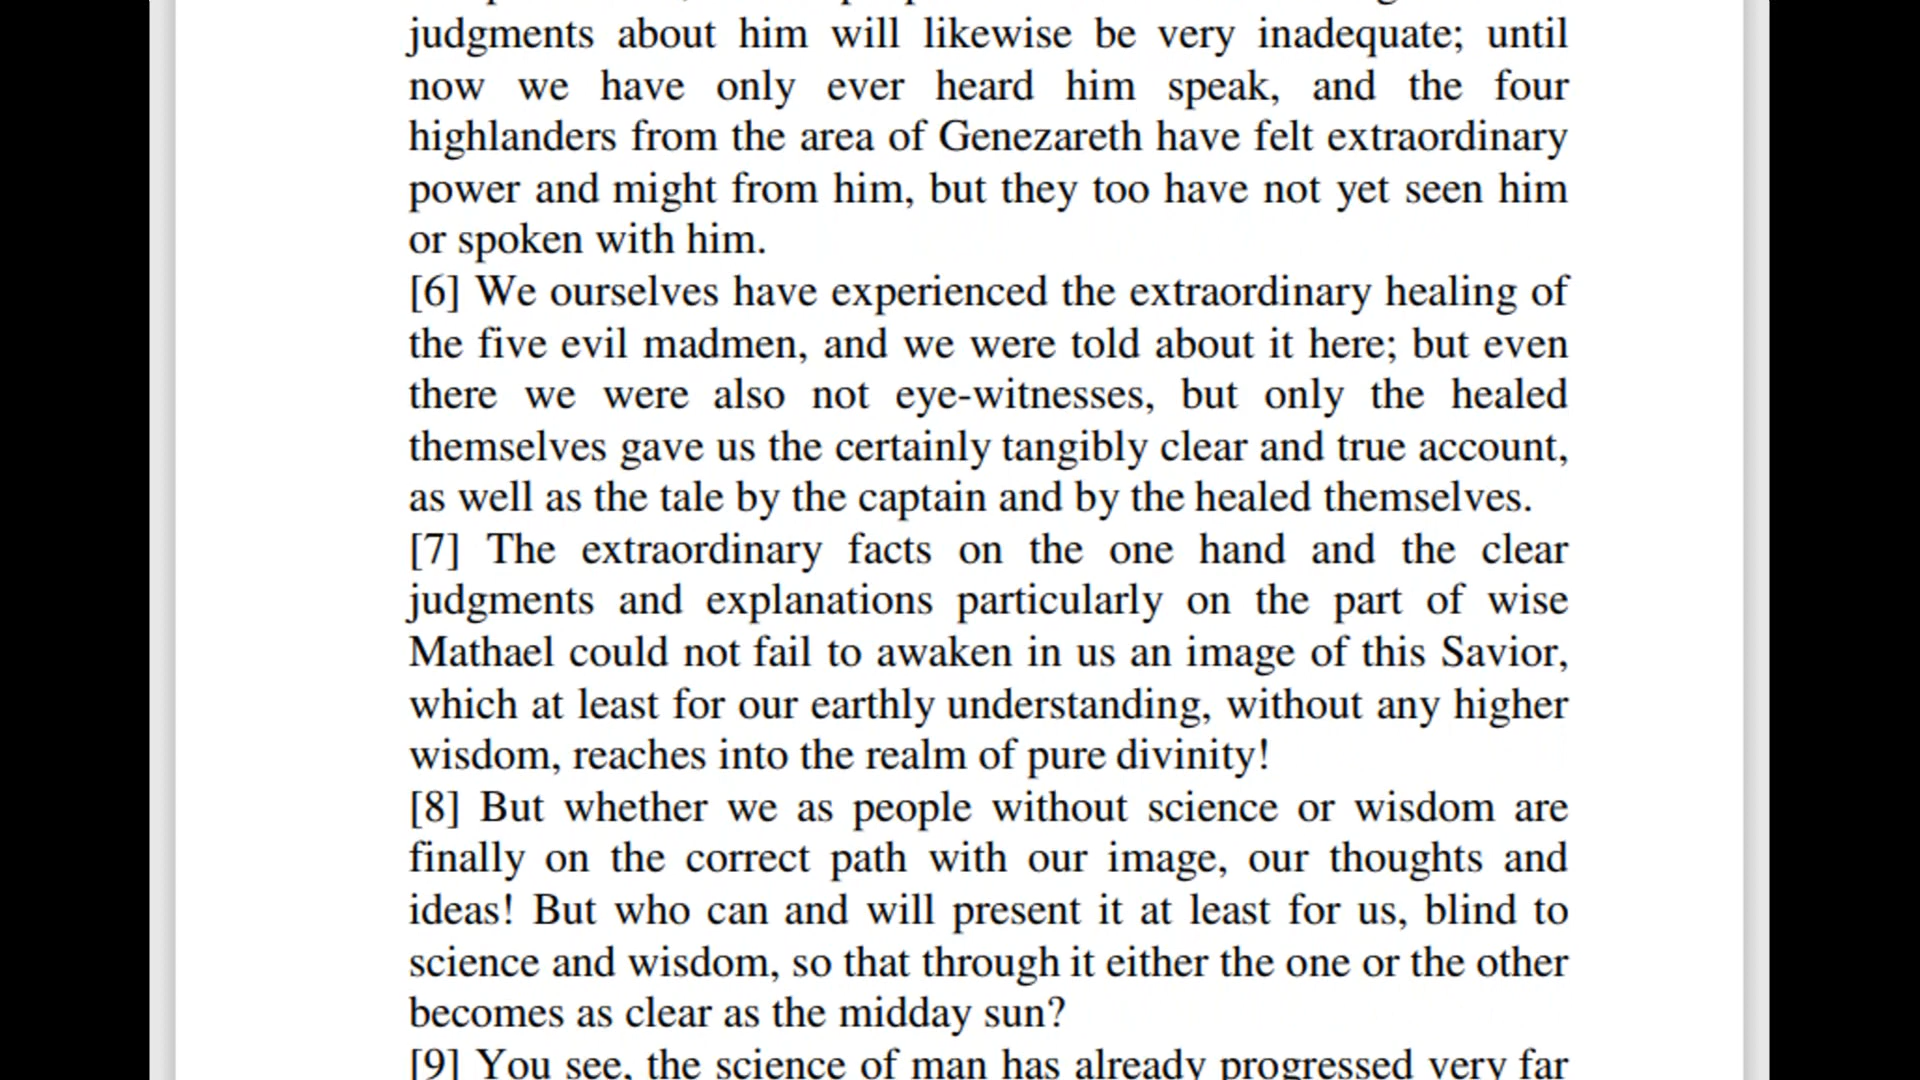 judgments about him will likewise be very inadequate; until
now we have only ever heard him speak, and the four
highlanders from the area of Genezareth have felt extraordinary
power and might from him, but they too have not yet seen him
or spoken with him.
[6] We ourselves have experienced the extraordinary healing of
the five evil madmen, and we were told about it here; but even
there we were also not eye-witnesses, but only the healed
themselves gave us the certainly tangibly clear and true account,
as well as the tale by the captain and by the healed themselves.
[7] The extraordinary facts on the one hand and the clear
judgments and explanations particularly on the part of wise
Mathael could not fail to awaken in us an image of this Savior,
which at least for our earthly understanding, without any higher
wisdom, reaches into the realm of pure divinity!
[8] But whether we as people without science or wisdom are
finally on the correct path with our image, our thoughts and
ideas! But who can and will present it at least for us, blind to
science and wisdom, so that through it either the one or the other
becomes as clear as the midday sun?
[9] You see, the science of man has already progressed very far